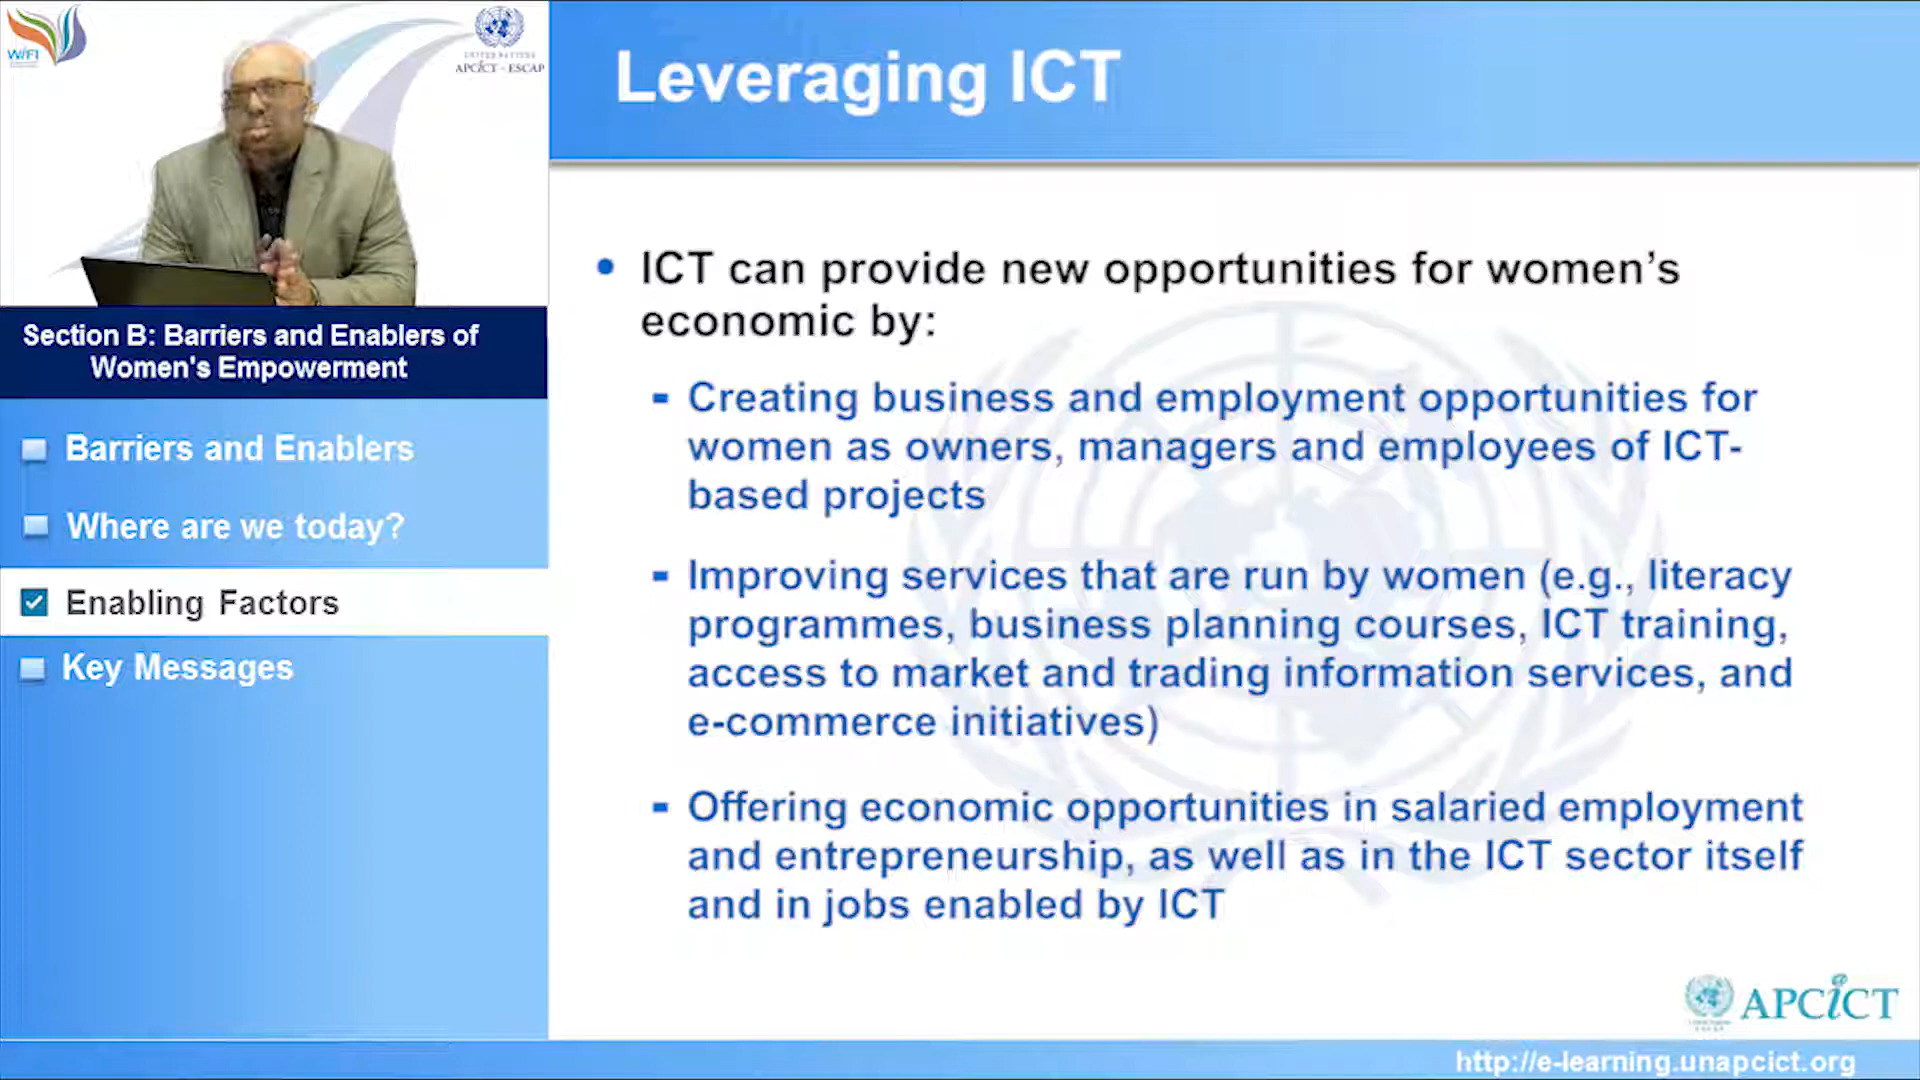 WiFI
UNITED NATIONS
APCICT - ESCAP
Leveraging ICT
Section B: Barriers and Enablers of
Women's Empowerment
Barriers and Enablers
Where are we today?
Enabling Factors
Key Messages
ICT can provide new opportunities for women’s
economic by:
Creating business and employment opportunities for
women as owners, managers and employees of ICT-
based projects
Improving services that are run by women (e.g., literacy
programmes, business planning courses, ICT training,
access to market and trading information services, and
e-commerce initiatives)
Offering economic opportunities in salaried employment
and entrepreneurship, as well as in the ICT sector itself
and in jobs enabled by ICT
APCiCT
http://e-learning.unapcict.org